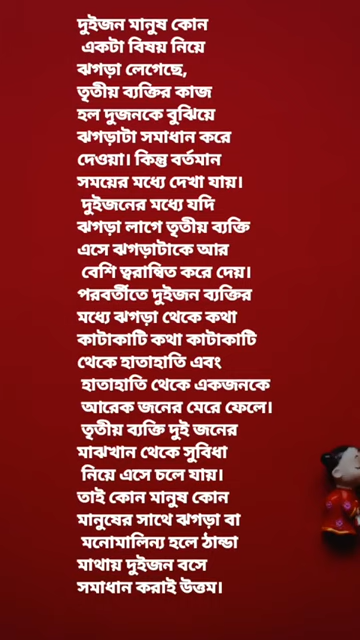 দুইজন মানুষ কোন
একটা বিষয় নিয়ে
ঝগড়া লেগেছে,
তৃতীয় ব্যক্তির কাজ
হল দুজনকে বুঝিয়ে
ঝগড়াটা সমাধান করে
দেওয়া। কিন্তু বর্তমান
সময়ের মধ্যে দেখা যায়।
দুইজনের মধ্যে যদি
ঝগড়া লাগে তৃতীয় ব্যক্তি
এসে ঝগড়াটাকে আর
বেশি ত্বরান্বিত করে দেয়।
পরবর্তীতে দুইজন ব্যক্তির
মধ্যে ঝগড়া থেকে কথা
কাটাকাটি কথা কাটাকাটি
থেকে হাতাহাতি এবং
হাতাহাতি থেকে একজনকে
আরেক জনের মেরে ফেলে।
তৃতীয় ব্যক্তি দুই জনের
মাঝখান থেকে সুবিধা
নিয়ে এসে চলে যায়।
তাই কোন মানুষ কোন
মানুষের সাথে ঝগড়া বা
মনোমালিন্য হলে ঠান্ডা
মাথায় দুইজন বসে
সমাধান করাই উত্তম।